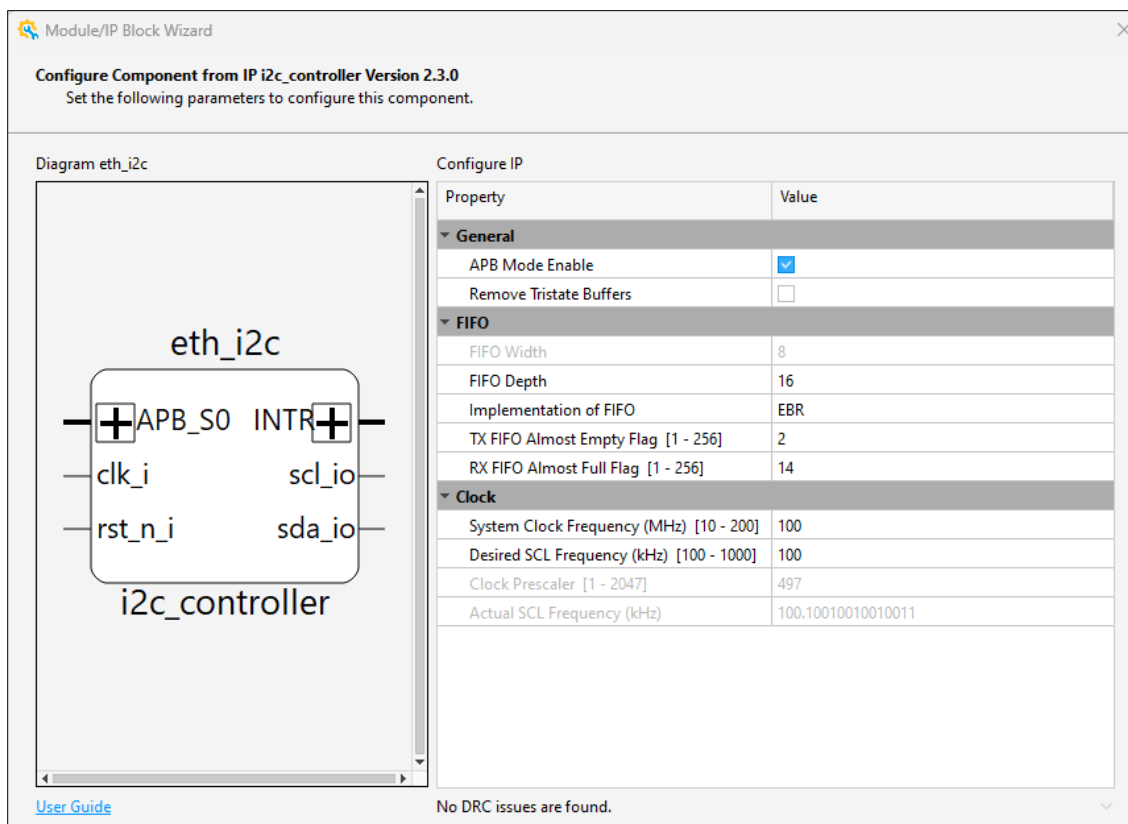 Module/IP Block Wizard
Configure Component from IP i2c_controller Version 2.3.0
Set the following parameters to configure this component.
Diagram eth_i2c
Configure IP
Property Value
General
APB Mode Enable
Remove Tristate Buffers
FIFO
FIFO Width 8
FIFO Depth 16
Implementation of FIFO EBR
TX FIFO Almost Empty Flag [1 - 256] 2
RX FIFO Almost Full Flag [1 - 256] 14
Clock
System Clock Frequency (MHz) [10 - 200] 100
Desired SCL Frequency (kHz) [100 - 1000] 100
Clock Prescaler [1 - 2047] 497
Actual SCL Frequency (kHz) 100.10010010010011
eth_i2c
APB_S0 INTR
clk_i scl_io
rst_n_i sda_io
i2c_controller
User Guide
No DRC issues are found.